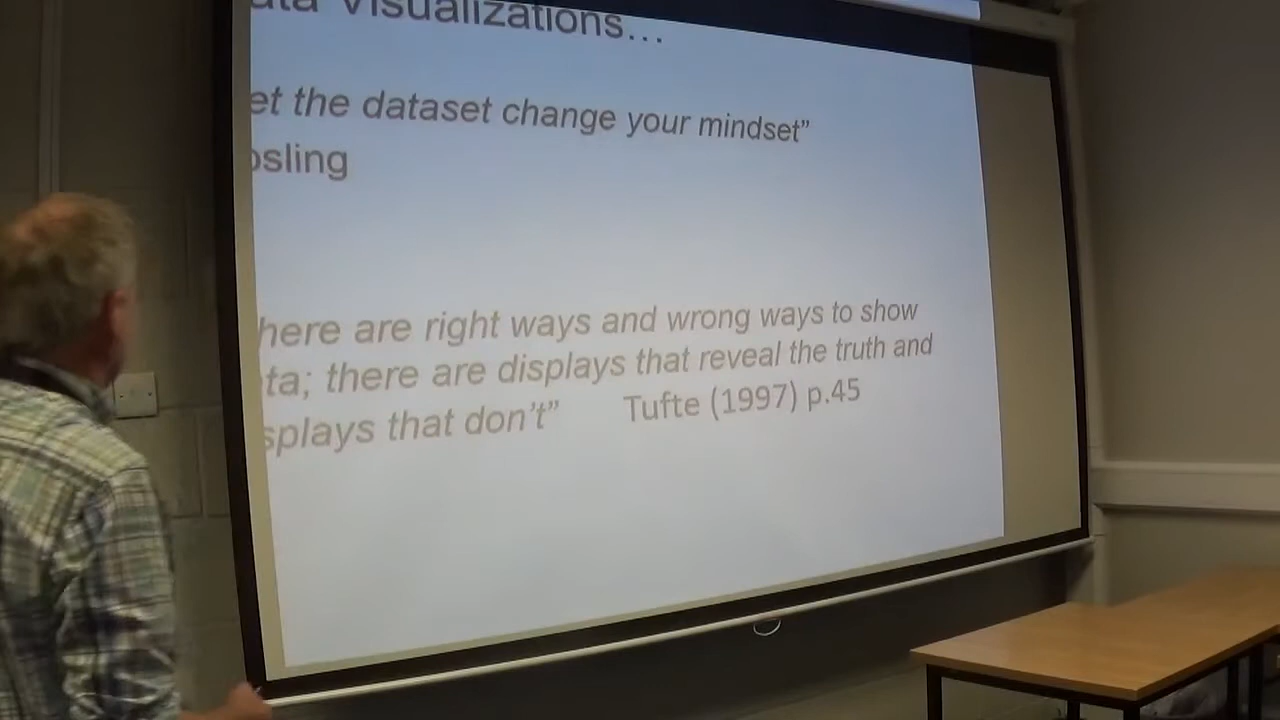 ata Visualizations...
et the dataset change your mindset”
osling
here are right ways and wrong ways to show
ta; there are displays that reveal the truth and
splays that don’t” Tufte (1997) p.45